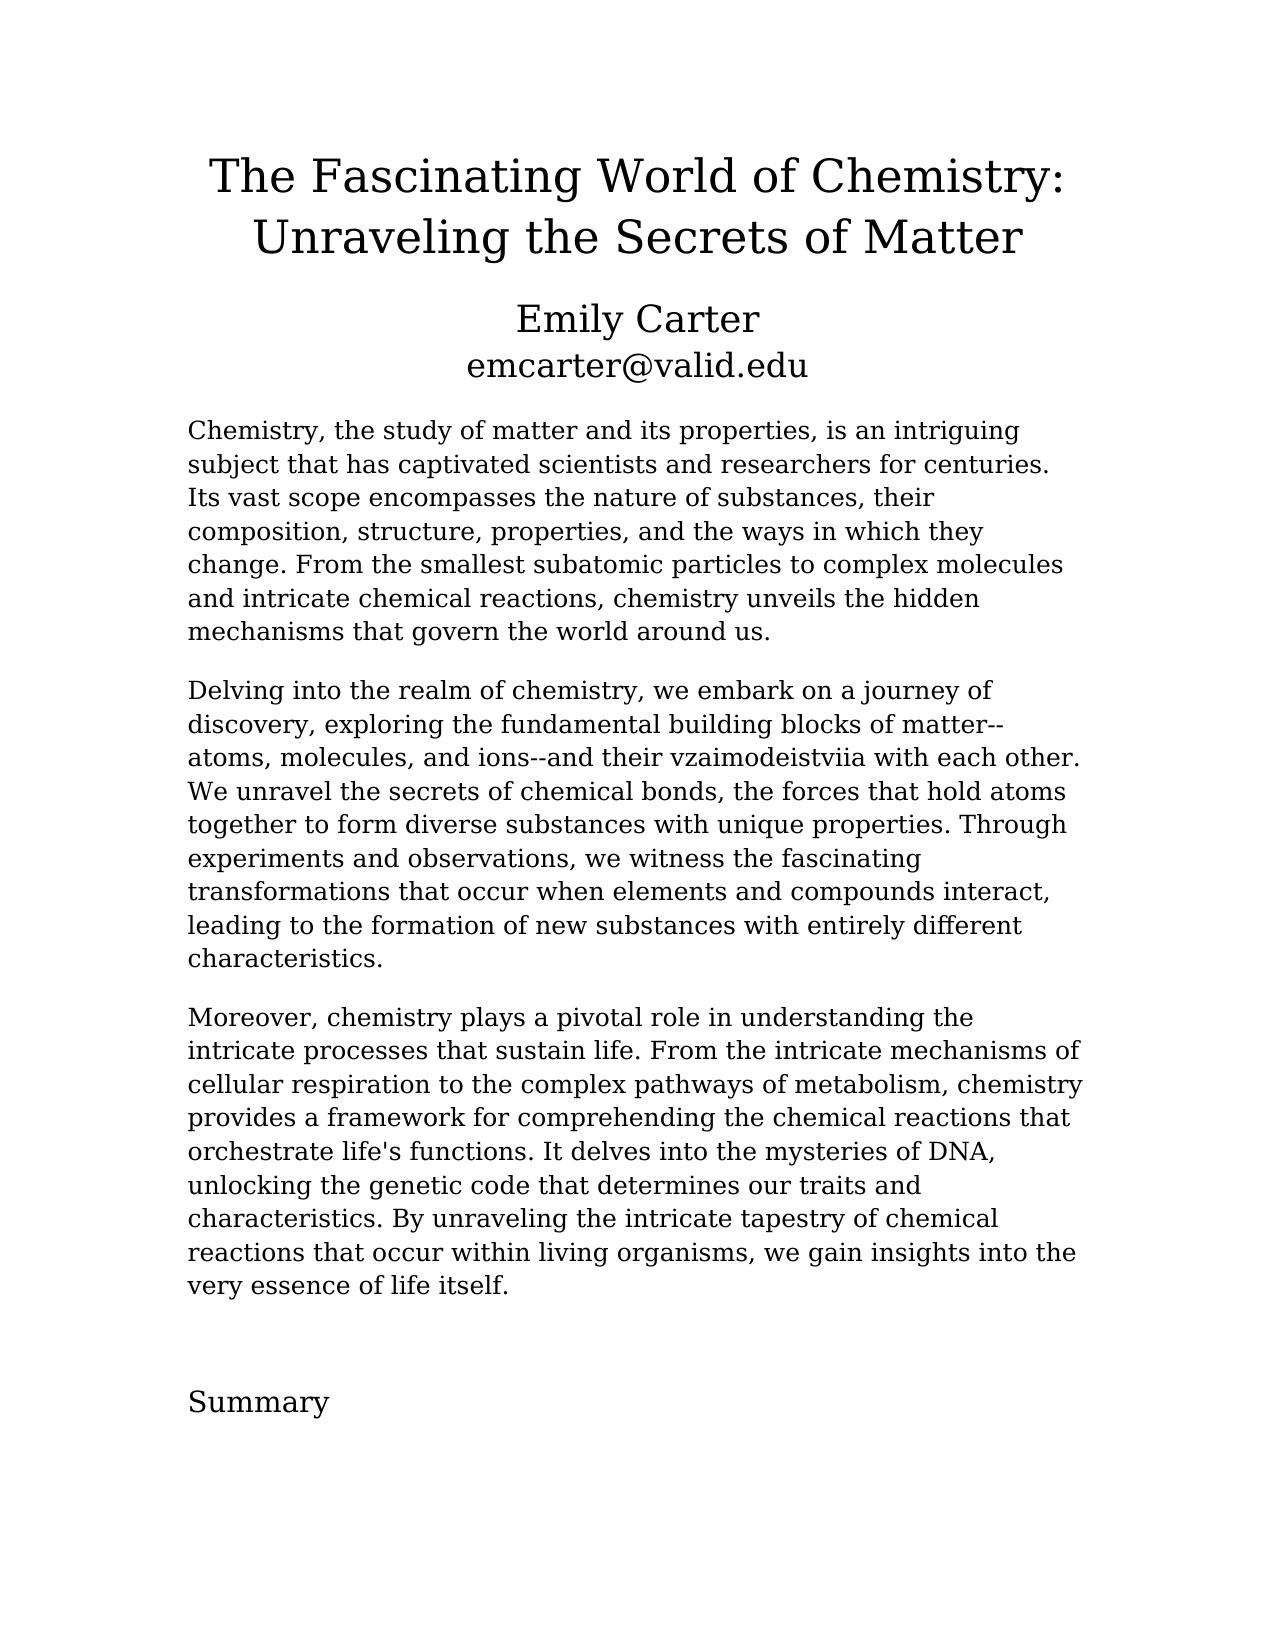 The Fascinating World of Chemistry:
Unraveling the Secrets of Matter
Emily Carter
emcarter@valid.edu
Chemistry, the study of matter and its properties, is an intriguing
subject that has captivated scientists and researchers for centuries.
Its vast scope encompasses the nature of substances, their
composition, structure, properties, and the ways in which they
change. From the smallest subatomic particles to complex molecules
and intricate chemical reactions, chemistry unveils the hidden
mechanisms that govern the world around us.
Delving into the realm of chemistry, we embark on a journey of
discovery, exploring the fundamental building blocks of matter--
atoms, molecules, and ions--and their vzaimodeistviia with each other.
We unravel the secrets of chemical bonds, the forces that hold atoms
together to form diverse substances with unique properties. Through
experiments and observations, we witness the fascinating
transformations that occur when elements and compounds interact,
leading to the formation of new substances with entirely different
characteristics.
Moreover, chemistry plays a pivotal role in understanding the
intricate processes that sustain life. From the intricate mechanisms of
cellular respiration to the complex pathways of metabolism, chemistry
provides a framework for comprehending the chemical reactions that
orchestrate life's functions. It delves into the mysteries of DNA,
unlocking the genetic code that determines our traits and
characteristics. By unraveling the intricate tapestry of chemical
reactions that occur within living organisms, we gain insights into the
very essence of life itself.
Summary